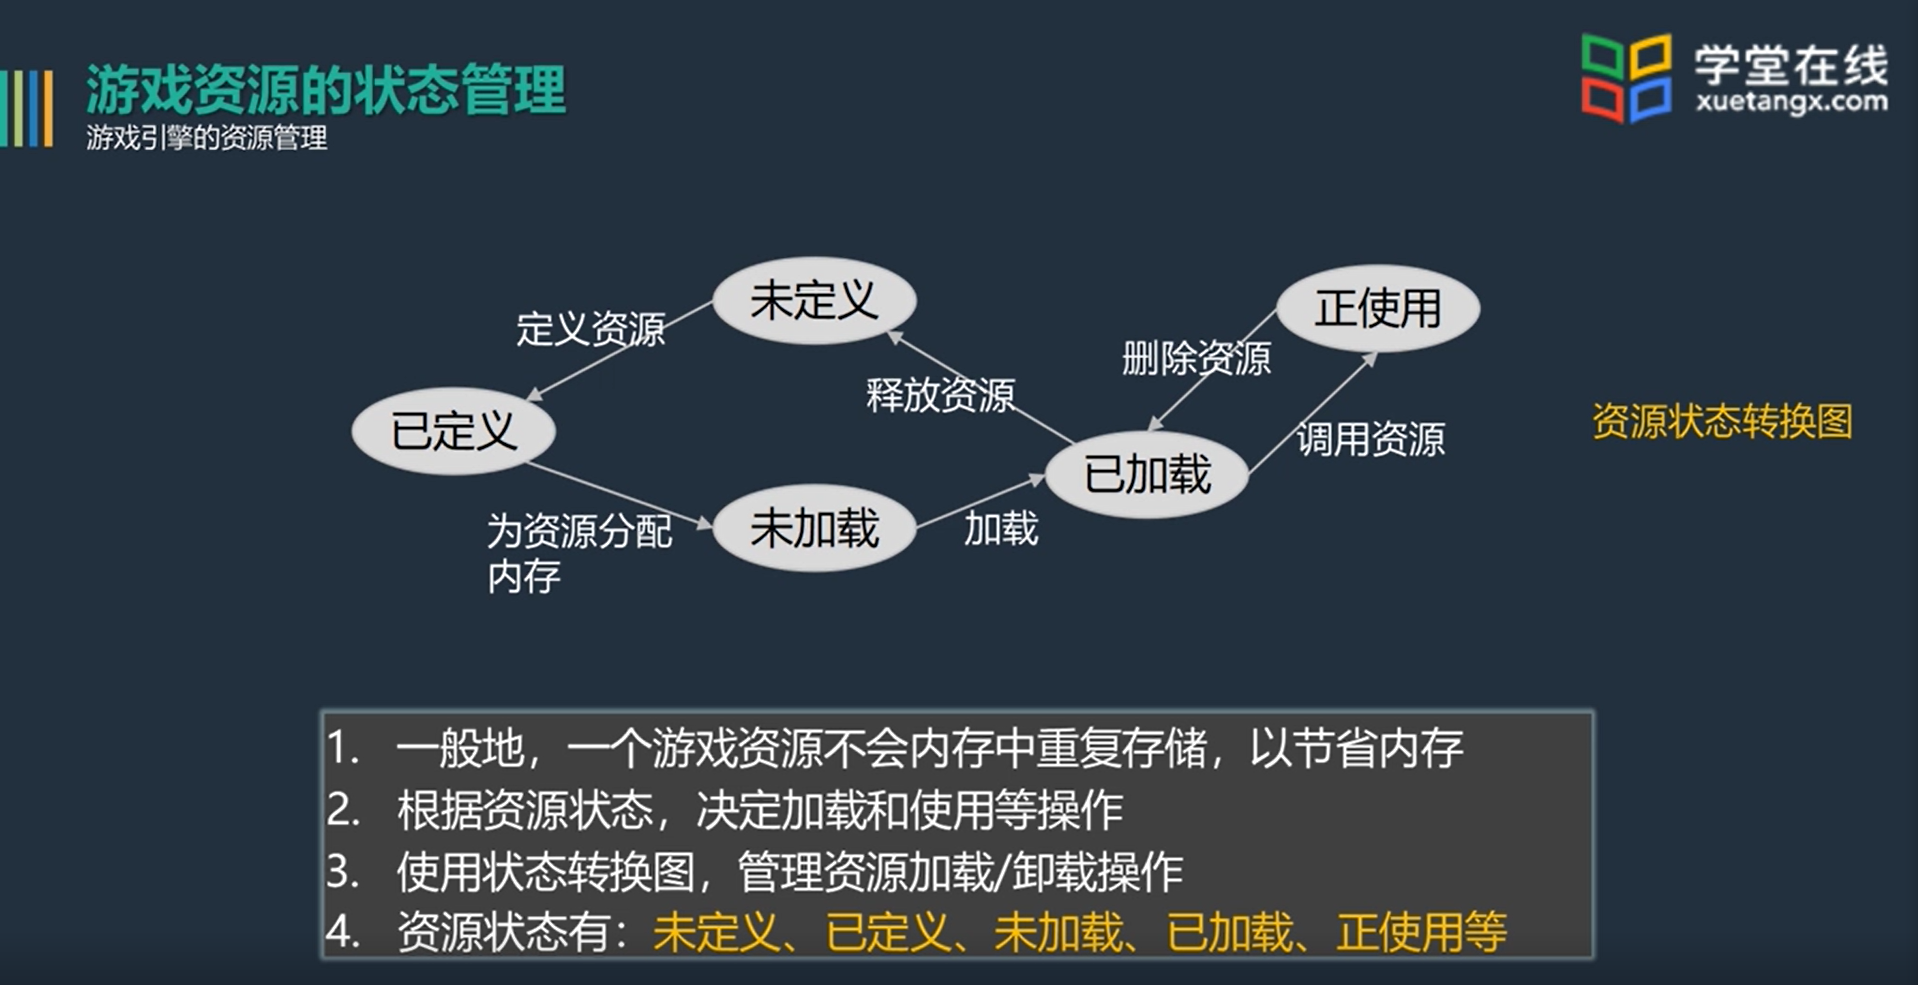 游戏资源的状态管理
游戏引擎的资源管理
学堂在线
xuetangx.com
未定义
正使用
定义资源
删除资源
释放资源
已定义
资源状态转换图
调用资源
已加载
为资源分配
内存
未加载
加载
1. 一般地，一个游戏资源不会内存中重复存储，以节省内存
2. 根据资源状态，决定加载和使用等操作
3. 使用状态转换图，管理资源加载/卸载操作
4. 资源状态有：未定义、已定义、未加载、已加载、正使用等